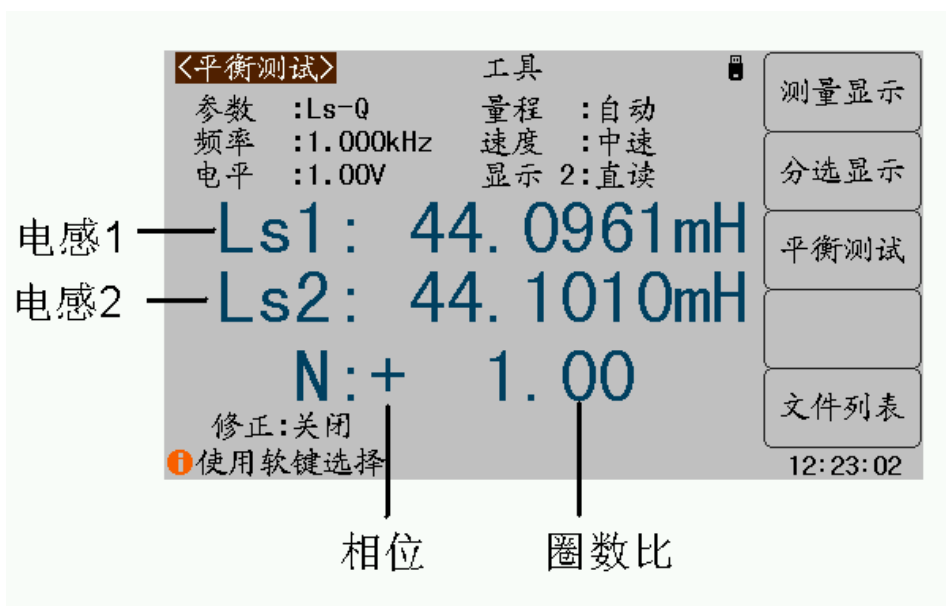 <平衡测试> 工具
参数 :Ls-Q 量程 :自动
频率 :1.000kHz 速度 :中速
电平 :1.00V 显示 2:直读
电感1 Ls1: 44.0961mH
电感2 Ls2: 44.1010mH
N:+ 1.00
修正:关闭
使用软键选择
测量显示
分选显示
平衡测试
文件列表
12:23:02
相位 圈数比